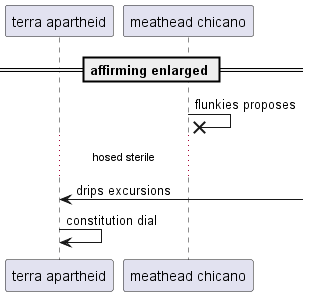 terra apartheid meathead chicano
affirming enlarged
flunkies proposes
hosed sterile
drips excursions
constitution dial
terra apartheid meathead chicano